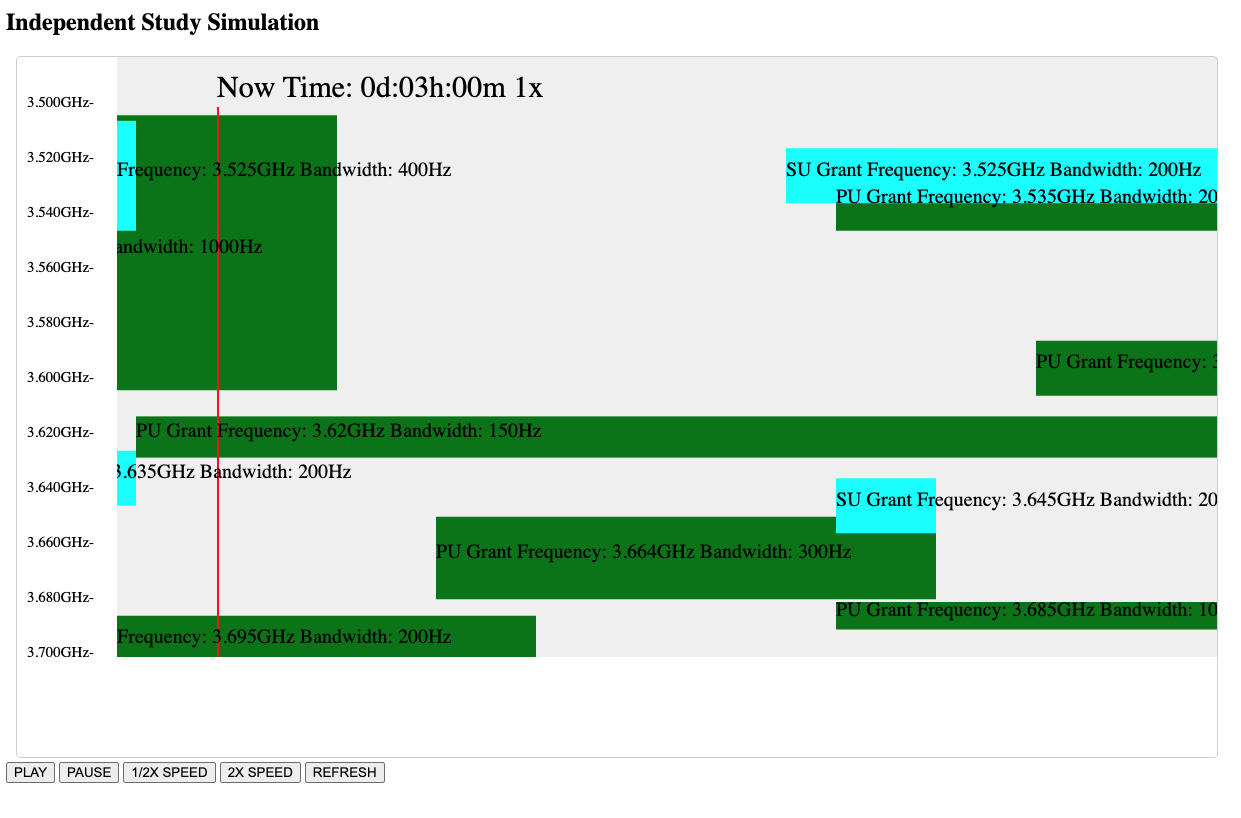 Independent Study Simulation
Now Time: 0d:03h:00m 1x
3.500GHz-
3.520GHz-
Frequency: 3.525GHz Bandwidth: 400Hz
SU Grant Frequency: 3.525GHz Bandwidth: 200Hz
PU Grant Frequency: 3.535GHz Bandwidth: 20
3.540GHz-
andwidth: 1000Hz
3.560GHz-
3.580GHz-
PU Grant Frequency: 3
3.600GHz-
3.620GHz-
PU Grant Frequency: 3.62GHz Bandwidth: 150Hz
3.635GHz Bandwidth: 200Hz
3.640GHz-
SU Grant Frequency: 3.645GHz Bandwidth: 20
3.660GHz-
PU Grant Frequency: 3.664GHz Bandwidth: 300Hz
3.680GHz-
PU Grant Frequency: 3.685GHz Bandwidth: 10
Frequency: 3.695GHz Bandwidth: 200Hz
3.700GHz-
PLAY PAUSE 1/2X SPEED 2X SPEED REFRESH